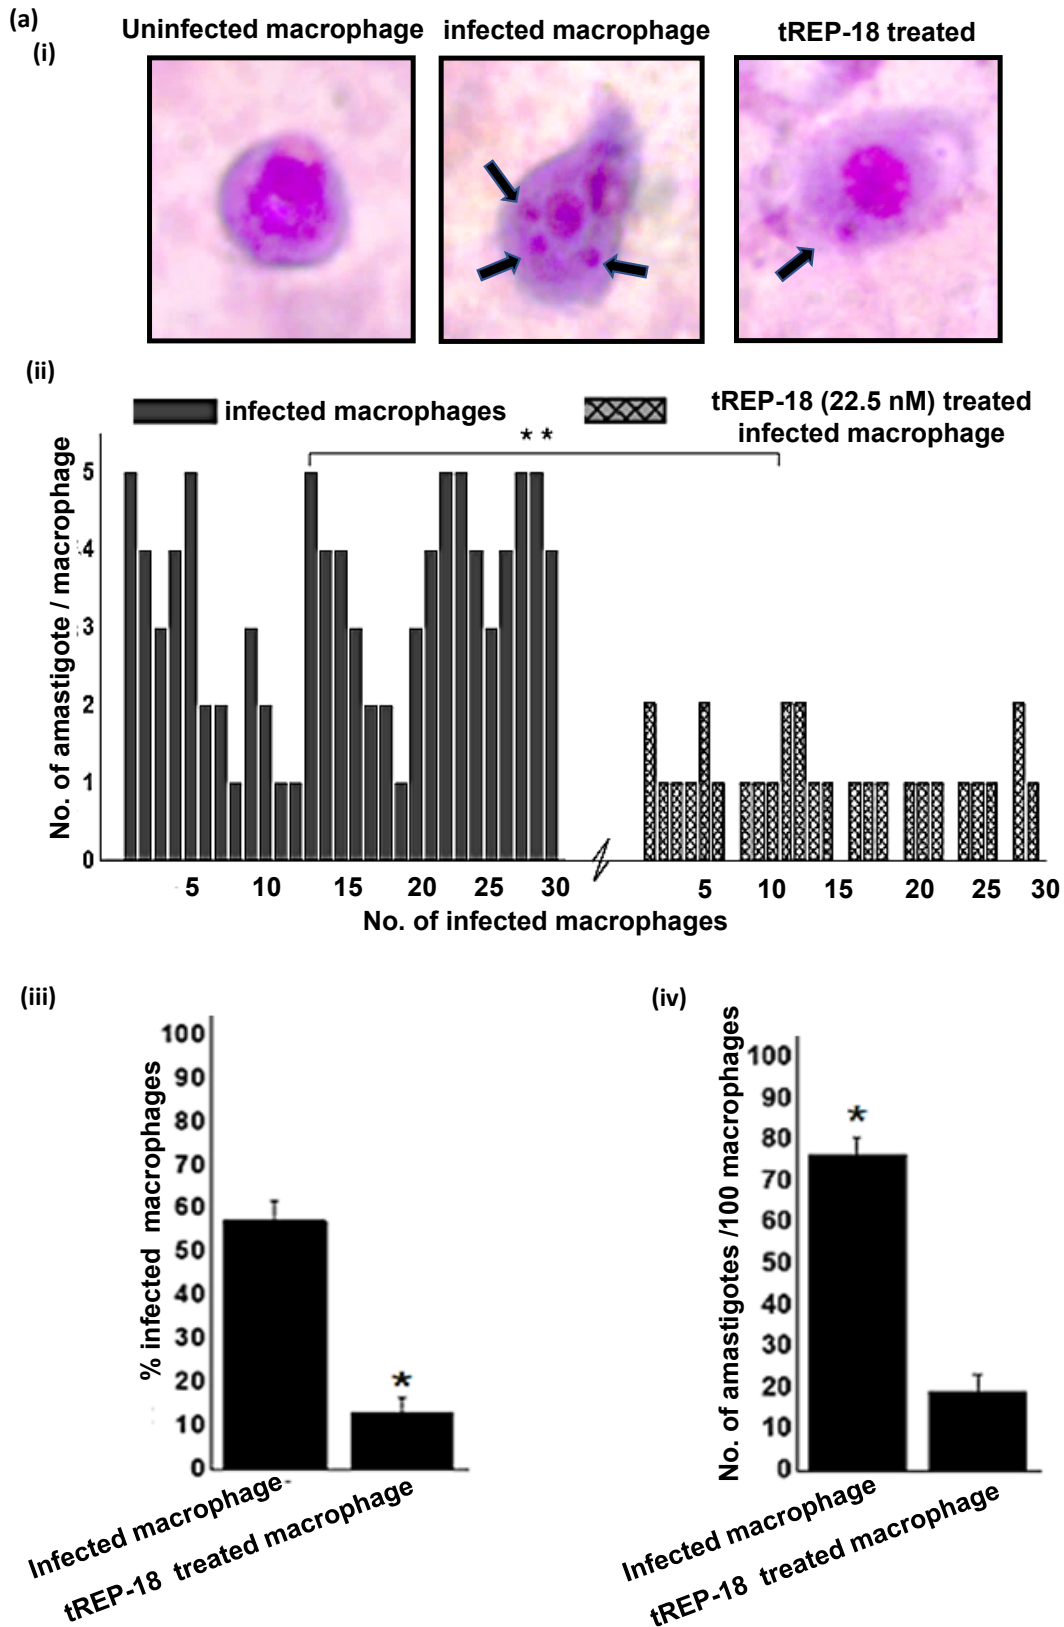 (a)
(i)
Uninfected macrophage
infected macrophage
tREP-18 treated
(ii)
infected macrophages
tREP-18 (22.5 nM) treated
infected macrophage
* *
No. of amastigote / macrophage
5
4
3
2
1
0
5 10 15 20 25 30
5 10 15 20 25 30
No. of infected macrophages
(iii)
% infected macrophages
100
90
80
70
60
50
40
30
20
10
0
*
Infected macrophage
tREP-18 treated macrophage
(iv)
No. of amastigotes /100 macrophages
100
90
80
70
60
50
40
30
20
10
0
*
Infected macrophage
tREP-18 treated macrophage